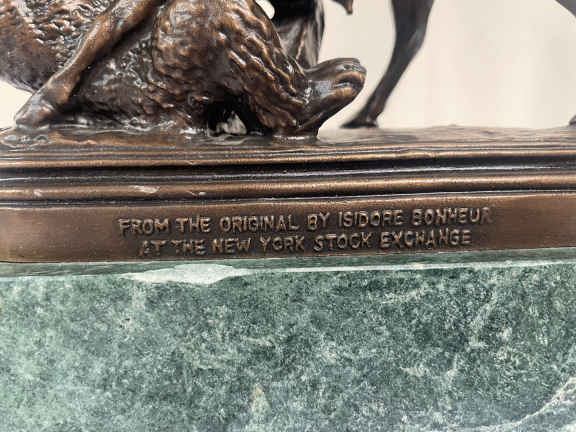 FROM THE ORIGINAL BY ISIDORE BONHEUR
AT THE NEW YORK STOCK EXCHANGE